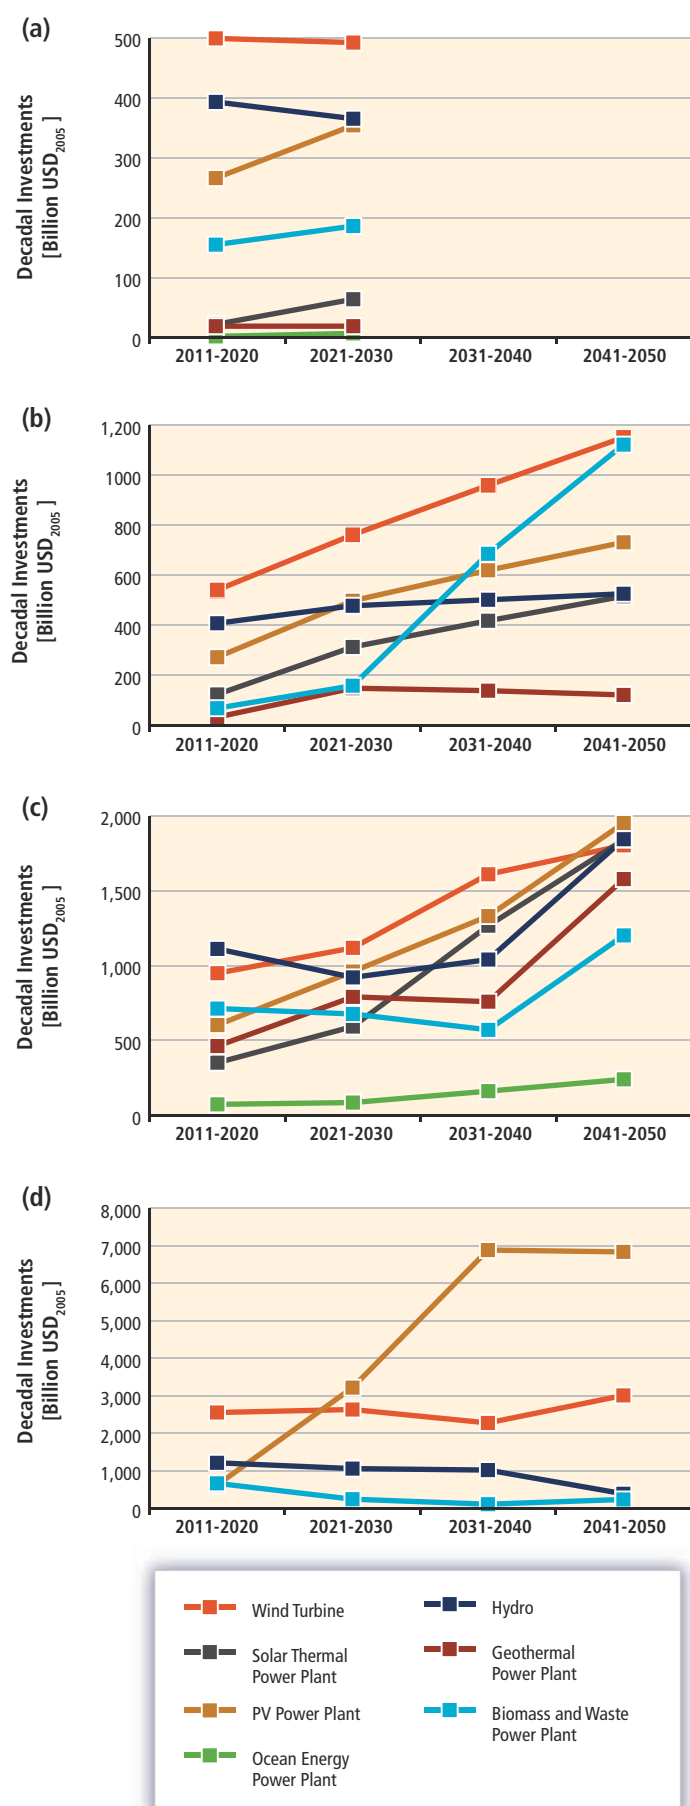 (a)
Decadal Investments
[Billion USD2005 ]
500
400
300
200
100
0
2011-2020 2021-2030 2031-2040 2041-2050
(b)
Decadal Investments
[Billion USD2005 ]
1,200
1000
800
600
400
200
0
2011-2020 2021-2030 2031-2040 2041-2050
(c)
Decadal Investments
[Billion USD2005 ]
2,000
1,500
1,000
500
0
2011-2020 2021-2030 2031-2040 2041-2050
(d)
Decadal Investments
[Billion USD2005 ]
8,000
7,000
6,000
5,000
4,000
3,000
2,000
1,000
0
2011-2020 2021-2030 2031-2040 2041-2050
Wind Turbine
Solar Thermal
Power Plant
PV Power Plant
Ocean Energy
Power Plant
Hydro
Geothermal
Power Plant
Biomass and Waste
Power Plant